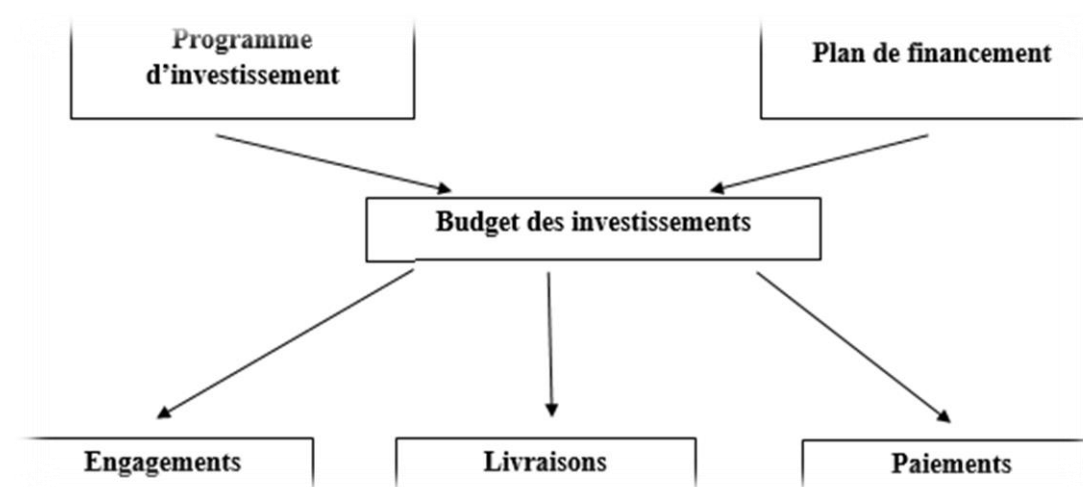 Programme
d’investissement
Plan de financement
Budget des investissements
Engagements
Livraisons
Paiements